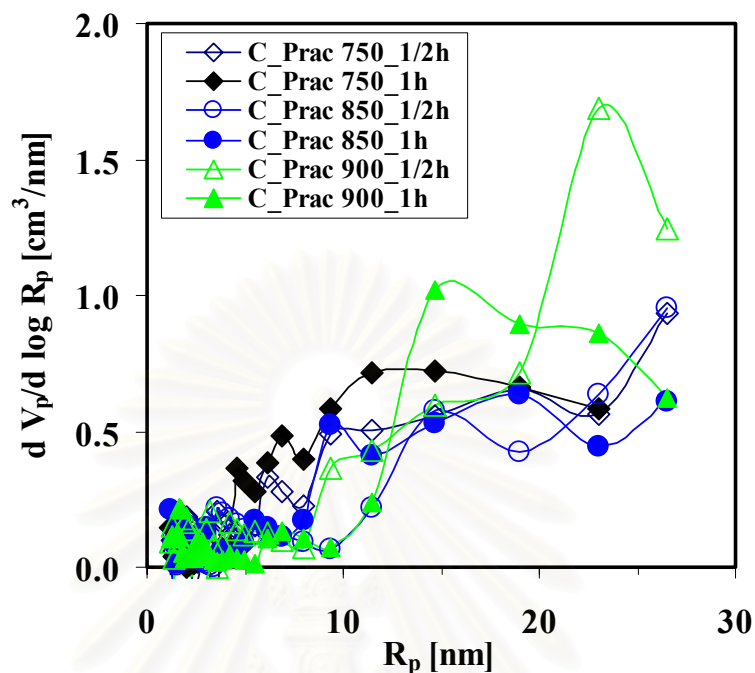 2.0
1.5
1.0
0.5
0.0
d Vₚ/d log Rₚ [cm³/nm]
C_Prac 750_1/2h
C_Prac 750_1h
C_Prac 850_1/2h
C_Prac 850_1h
C_Prac 900_1/2h
C_Prac 900_1h
0 10 20 30
Rₚ [nm]